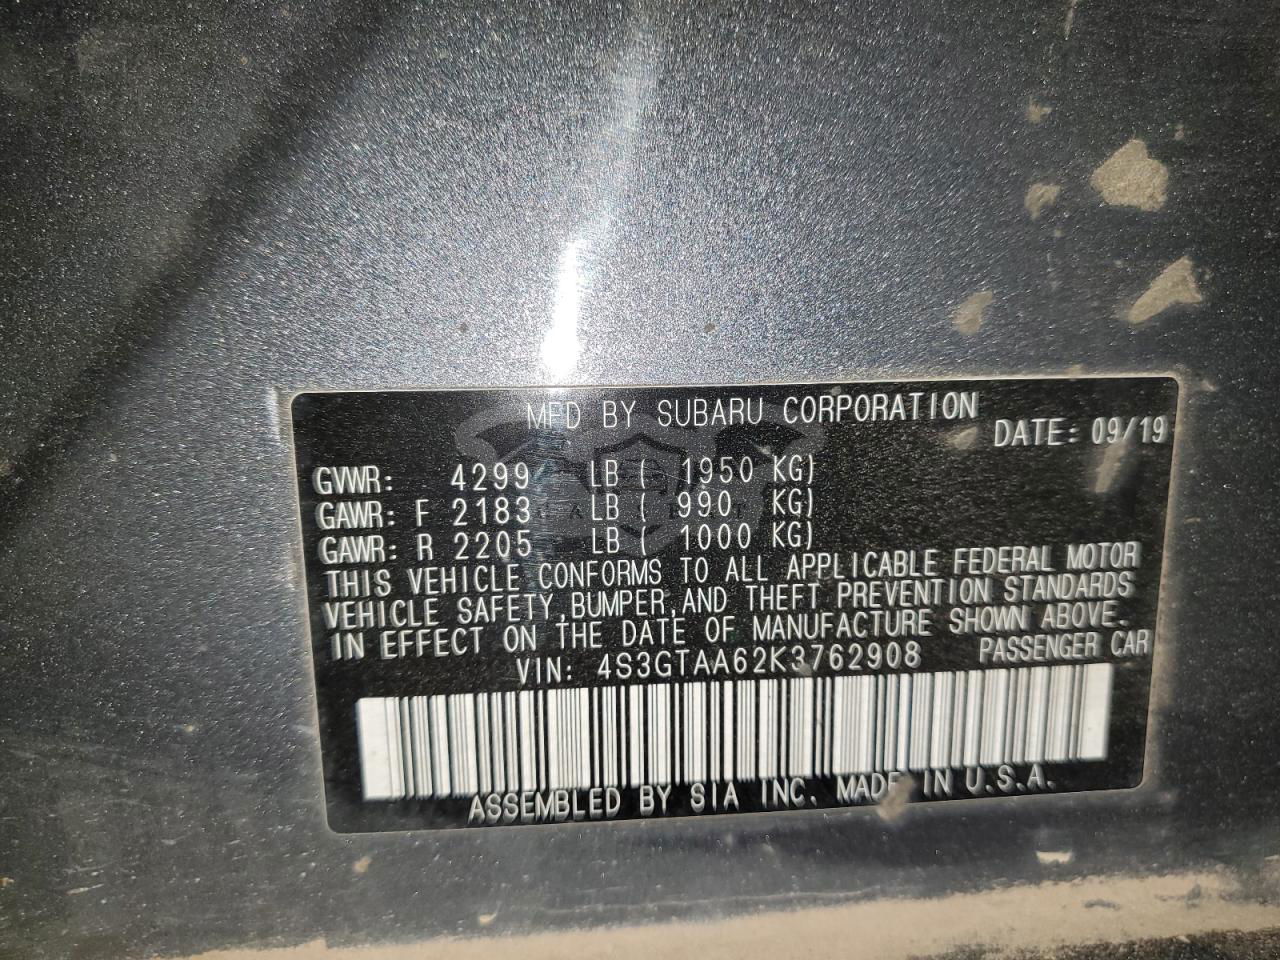 MFD BY SUBARU CORPORATION
DATE: 09/19
GVWR: 4299 LB ( 1950 KG)
GAWR: F 2183 LB ( 990 KG)
GAWR: R 2205 LB ( 1000 KG)
THIS VEHICLE CONFORMS TO ALL APPLICABLE FEDERAL MOTOR
VEHICLE SAFETY, BUMPER, AND THEFT PREVENTION STANDARDS
IN EFFECT ON THE DATE OF MANUFACTURE SHOWN ABOVE.
VIN: 4S3GTAA62K3762908 PASSENGER CAR
ASSEMBLED BY SIA INC. MADE IN U.S.A.